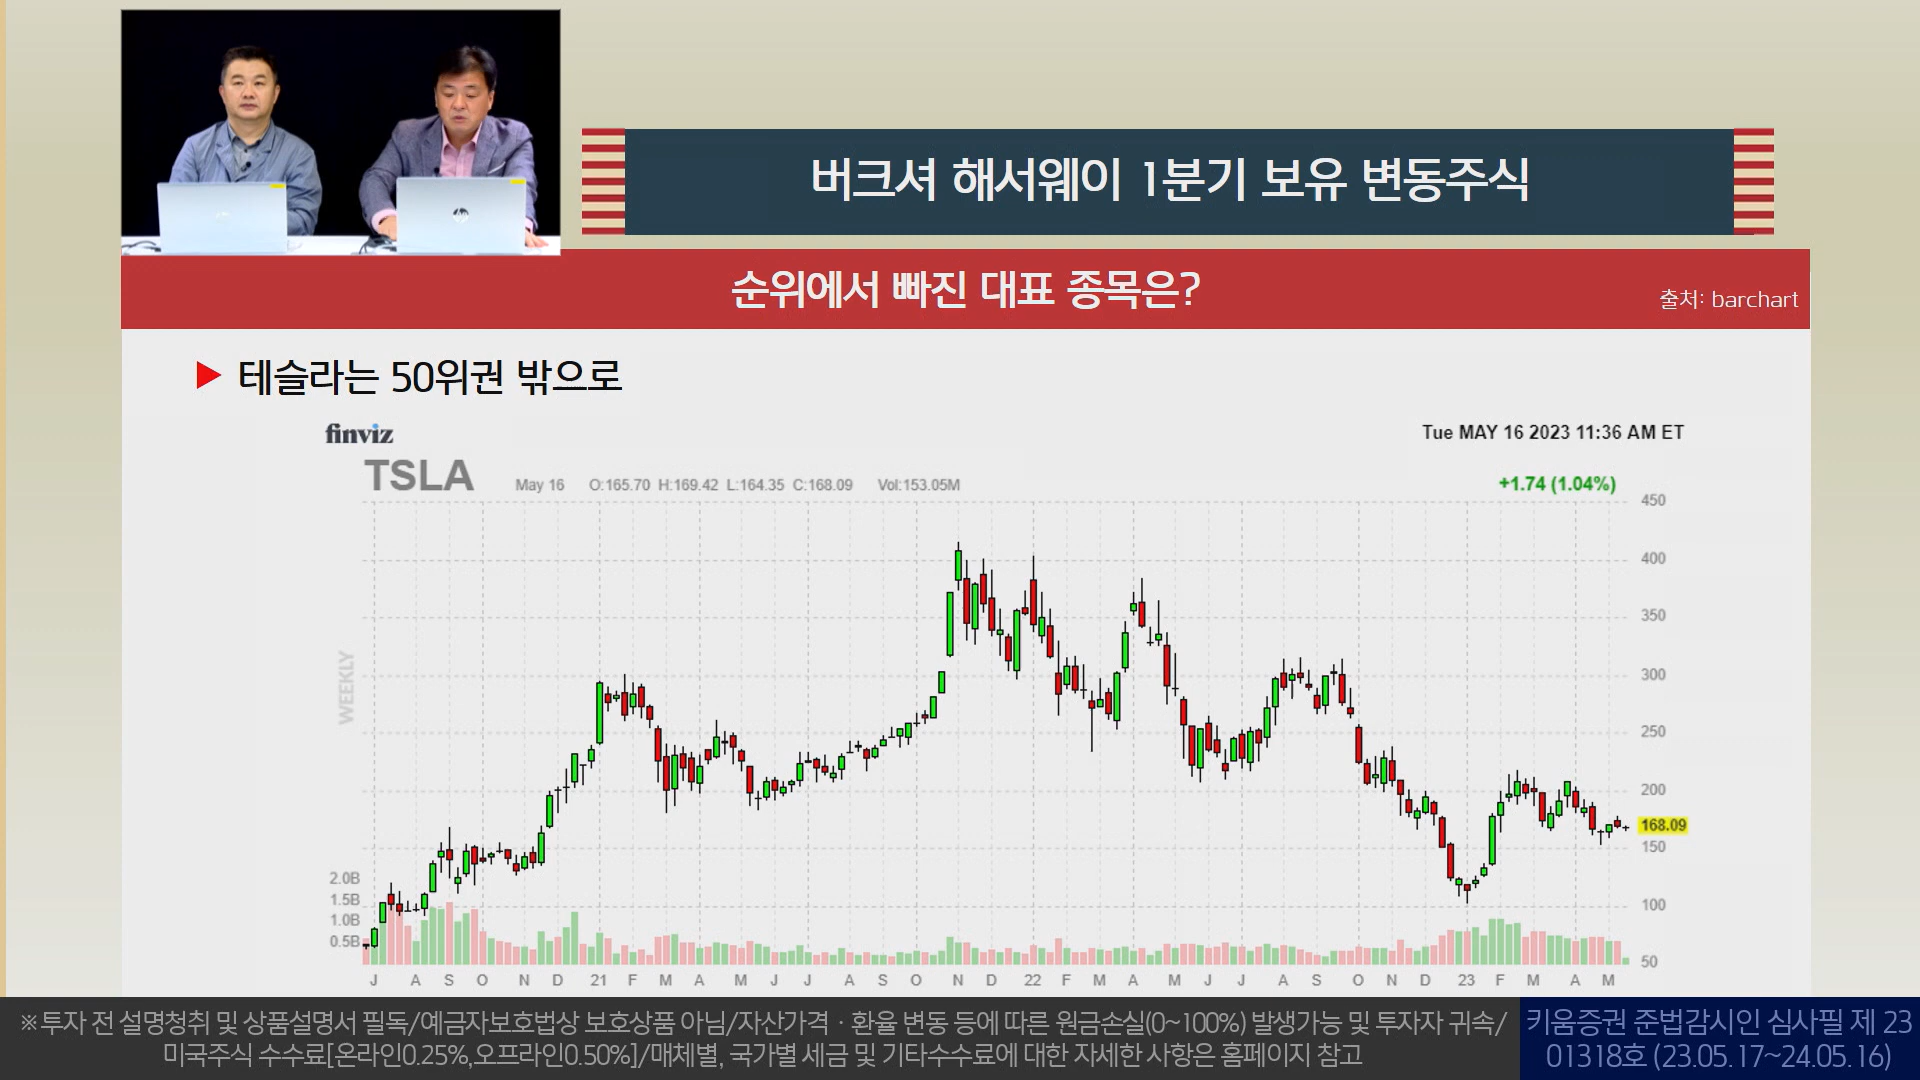 버크셔 해서웨이 1분기 보유 변동주식
순위에서 빠진 대표 종목은?
출처: barchart
▶ 테슬라는 50위권 밖으로
finviz
Tue MAY 16 2023 11:36 AM ET
TSLA
May 16 O:165.70 H:169.42 L:164.35 C:168.09 Vol:153.05M
+1.74 (1.04%)
450
400
350
300
250
200
168.09
150
100
50
WEEKLY
2.0B
1.5B
1.0B
0.5B
J A S O N D 21 F M A M J J A S O N D 22 F M A M J J A S O N D 23 F M A M
※투자 전 설명청취 및 상품설명서 필독/예금자보호법상 보호상품 아님/자산가격 · 환율 변동 등에 따른 원금손실(0~100%) 발생가능 및 투자자 귀속/
미국주식 수수료[온라인0.25%,오프라인0.50%]/매체별, 국가별 세금 및 기타수수료에 대한 자세한 사항은 홈페이지 참고
키움증권 준법감시인 심사필 제 23
01318호 (23.05.17~24.05.16)
hp